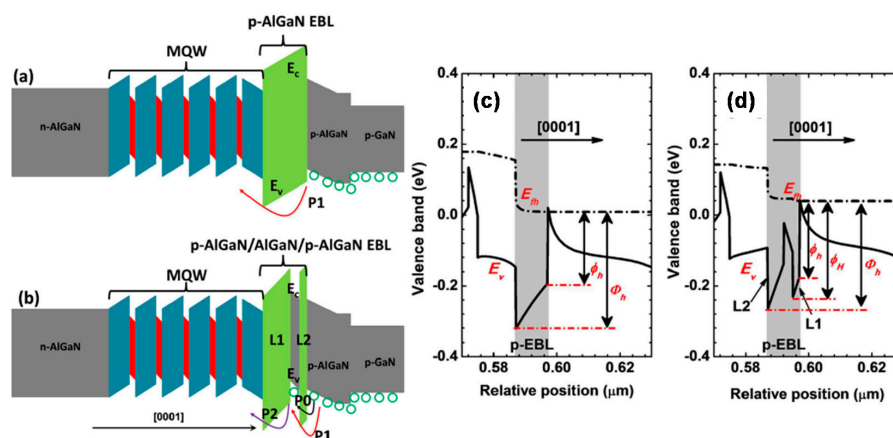 p-AlGaN EBL
MQW
(a)
Ec
n-AlGaN
p-AlGaN
p-GaN
Ev
P1
p-AlGaN/AlGaN/p-AlGaN EBL
MQW
(b)
Ec
L1
L2
n-AlGaN
p-AlGaN
p-GaN
Ev
P0
P2
[0001]
P1
(c)
0.4
[0001]
0.2
Efh
0.0
ϕh
Φh
Ev
-0.2
-0.4
p-EBL
0.58
0.60
0.62
Valence band (eV)
Relative position (μm)
(d)
0.4
[0001]
0.2
Efh
0.0
ϕh
ϕH
Φh
Ev
-0.2
L2
L1
-0.4
p-EBL
0.58
0.60
0.62
Valence band (eV)
Relative position (μm)